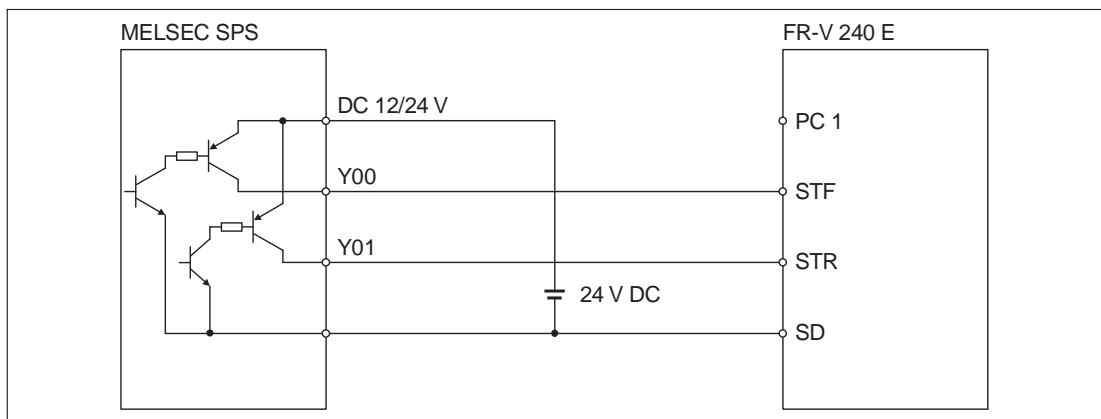 MELSEC SPS
FR-V 240 E
DC 12/24 V
PC 1
Y00
STF
Y01
STR
24 V DC
SD